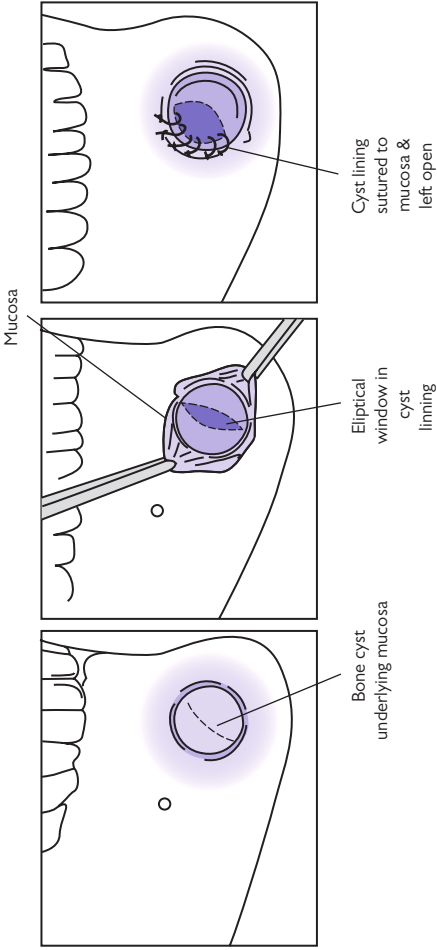 Bone cyst
underlying mucosa
Mucosa
Eliptical
window in
cyst
linning
Cyst lining
sutured to
mucosa &
left open